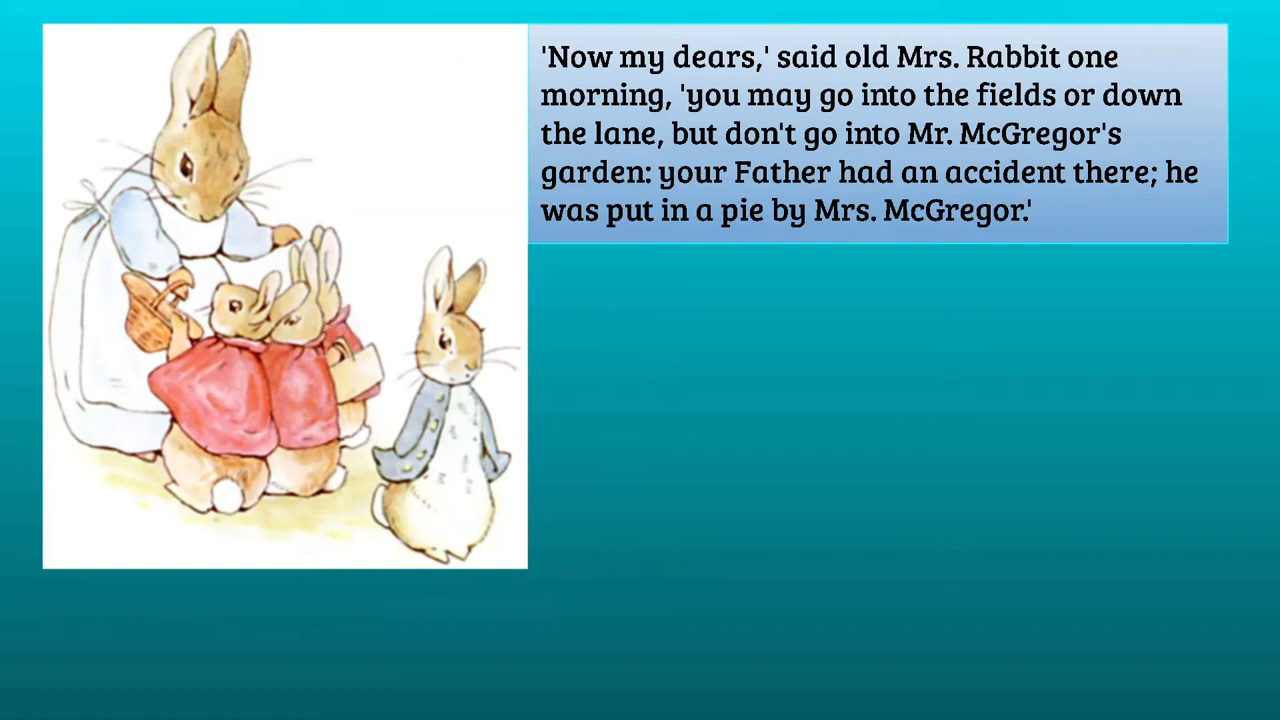 'Now my dears,' said old Mrs. Rabbit one
morning, 'you may go into the fields or down
the lane, but don't go into Mr. McGregor's
garden: your Father had an accident there; he
was put in a pie by Mrs. McGregor.'